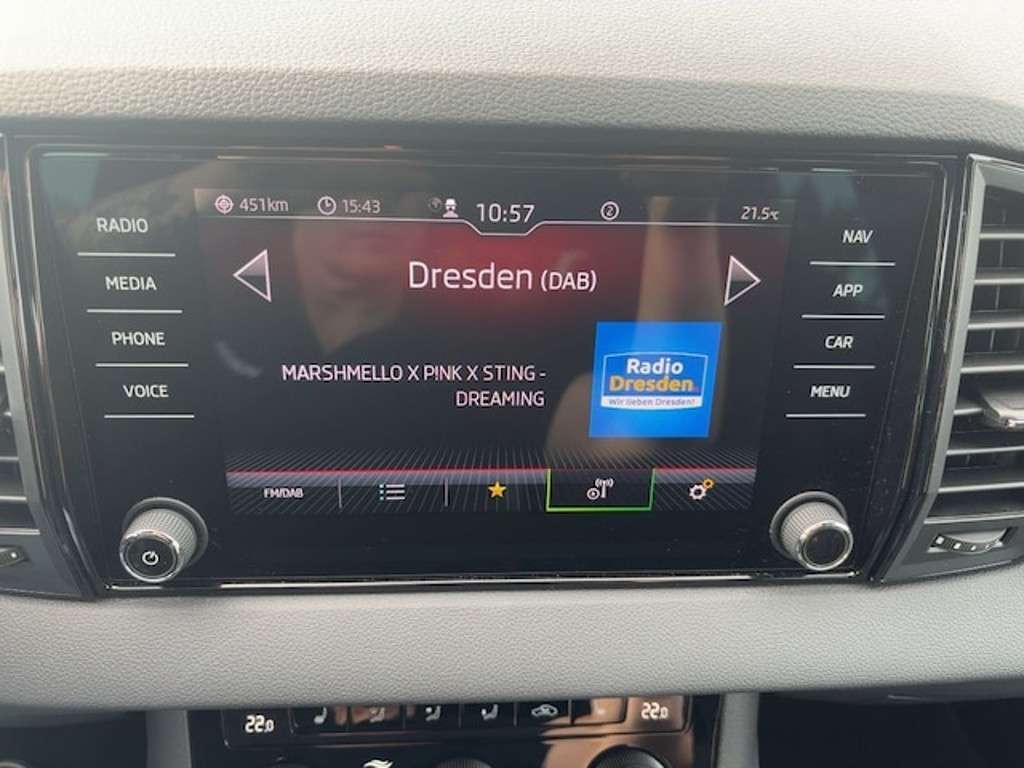 451km 15:43 10:57 2 21.5°C
RADIO
MEDIA
PHONE
VOICE
Dresden (DAB)
MARSHMELLO X P!NK X STING -
DREAMING
Radio
Dresden
Wir lieben Dresden!
NAV
APP
CAR
MENU
FM/DAB
22.0 22.0